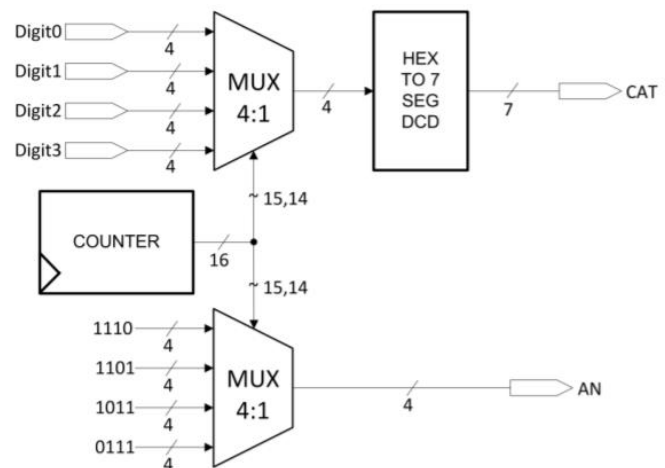 Digit0
4
Digit1
4
Digit2
4
Digit3
4
MUX
4:1
4
HEX
TO 7
SEG
DCD
7
CAT
~ 15,14
COUNTER
16
~ 15,14
1110
4
1101
4
1011
4
0111
4
MUX
4:1
4
AN